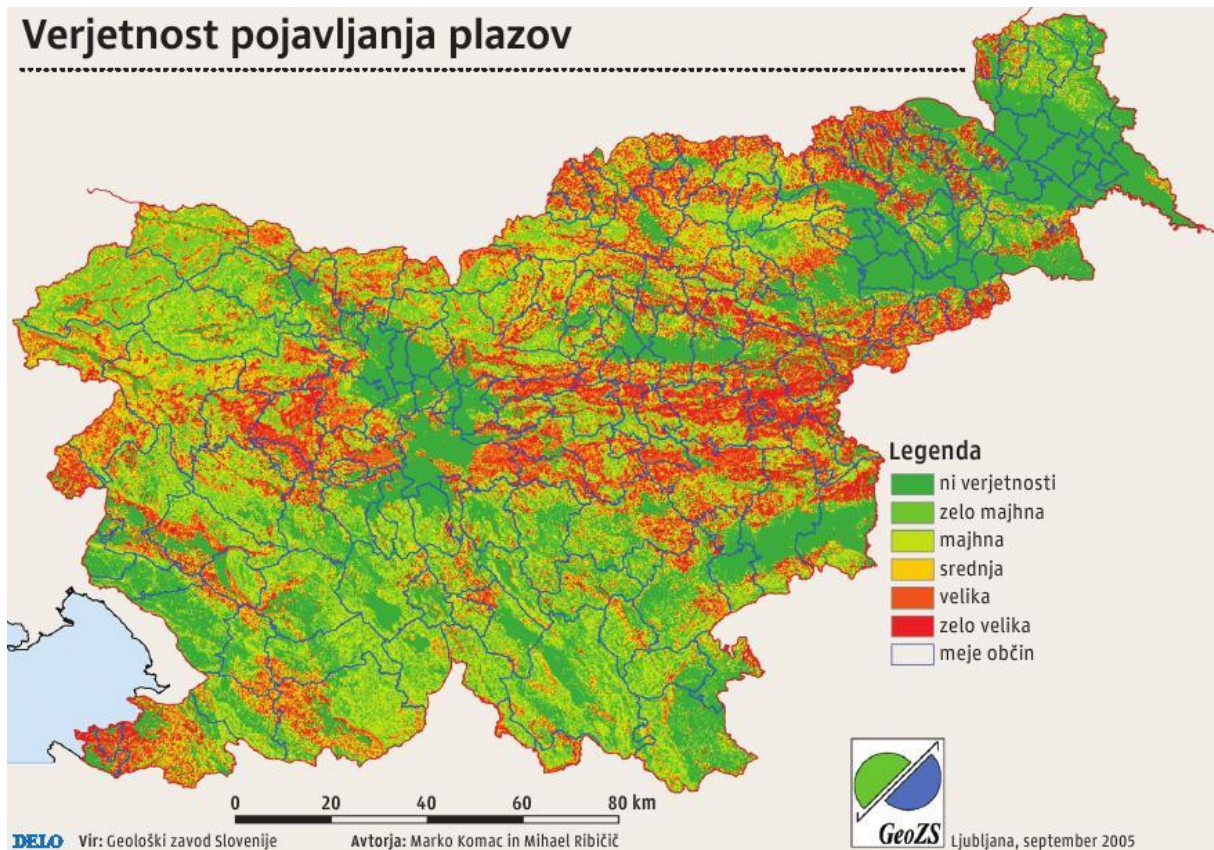 Verjetnost pojavljanja plazov
Legenda
ni verjetnosti
zelo majhna
majhna
srednja
velika
zelo velika
meje občin
0 20 40 60 80 km
GeoZS
DELO Vir: Geološki zavod Slovenije Avtorja: Marko Komac in Mihael Ribičič Ljubljana, september 2005